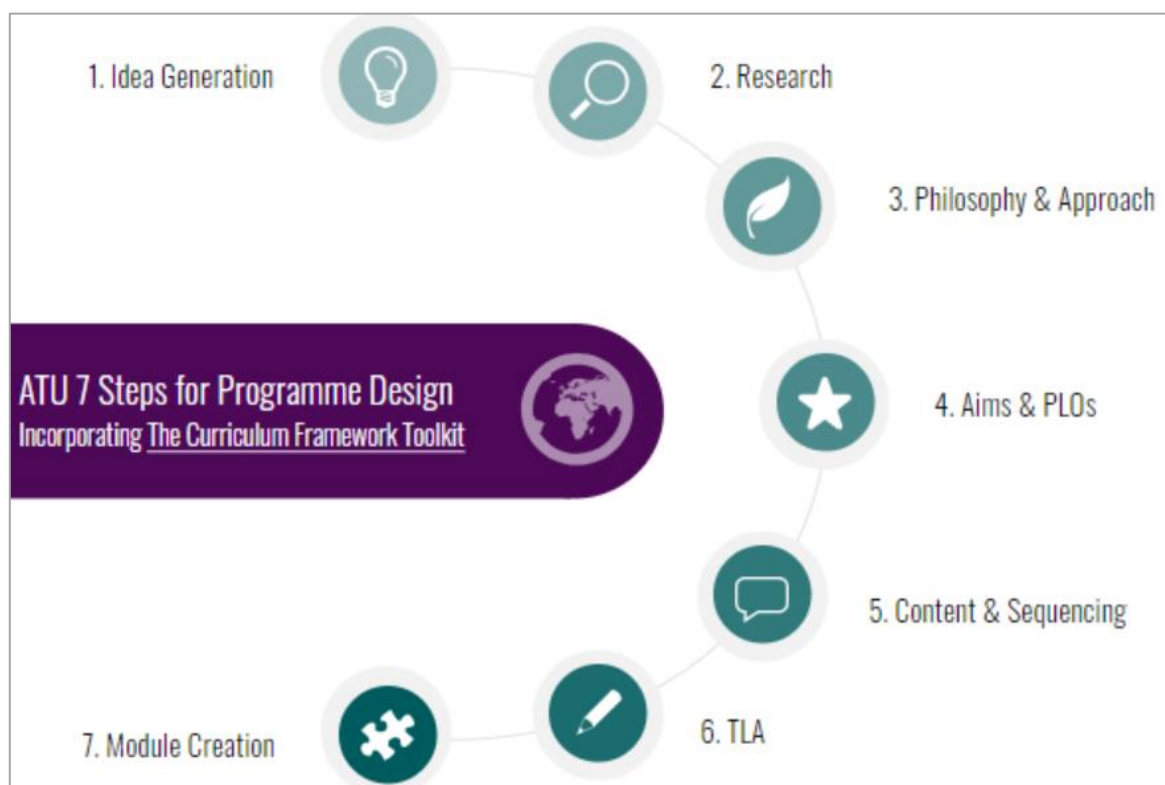 1. Idea Generation
2. Research
3. Philosophy & Approach
ATU 7 Steps for Programme Design
Incorporating The Curriculum Framework Toolkit
4. Aims & PLOs
5. Content & Sequencing
6. TLA
7. Module Creation